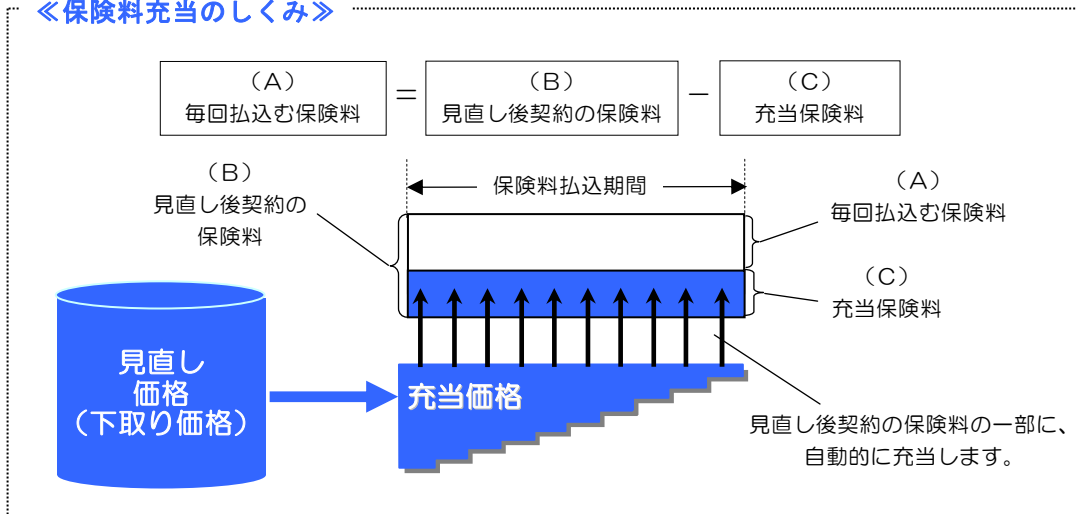 ≪保険料充当のしくみ≫
(A)
毎回払込む保険料
=
(B)
見直し後契約の保険料
−
(C)
充当保険料
(B)
見直し後契約の
保険料
保険料払込期間
(A)
毎回払込む保険料
(C)
充当保険料
見直し
価格
(下取り価格)
充当価格
見直し後契約の保険料の一部に、
自動的に充当します。